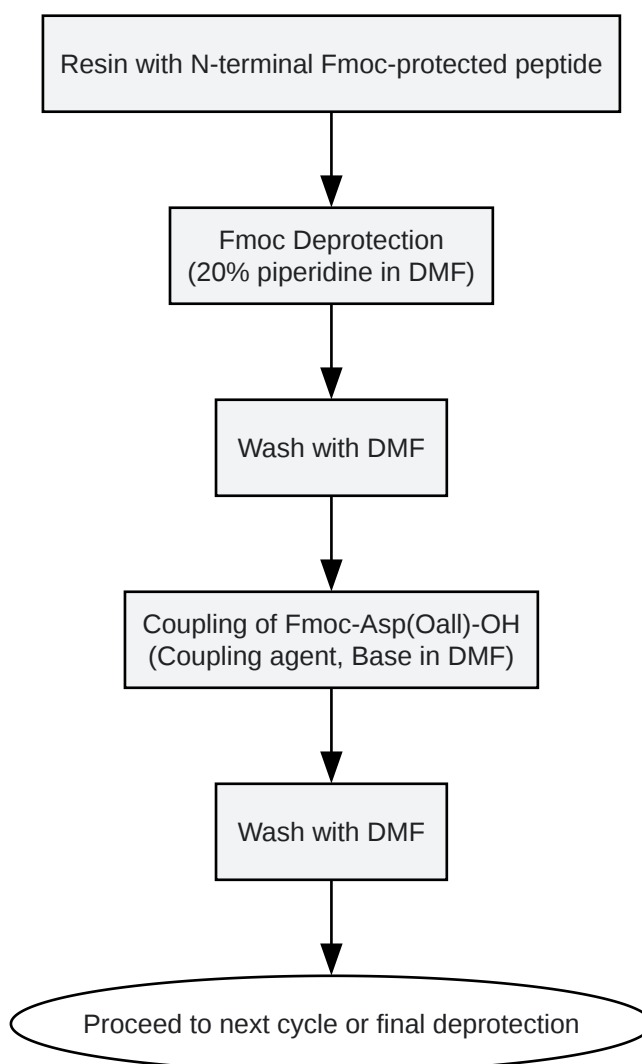 Resin with N-terminal Fmoc-protected peptide
Fmoc Deprotection
(20% piperidine in DMF)
Wash with DMF
Coupling of Fmoc-Asp(Oall)-OH
(Coupling agent, Base in DMF)
Wash with DMF
Proceed to next cycle or final deprotection